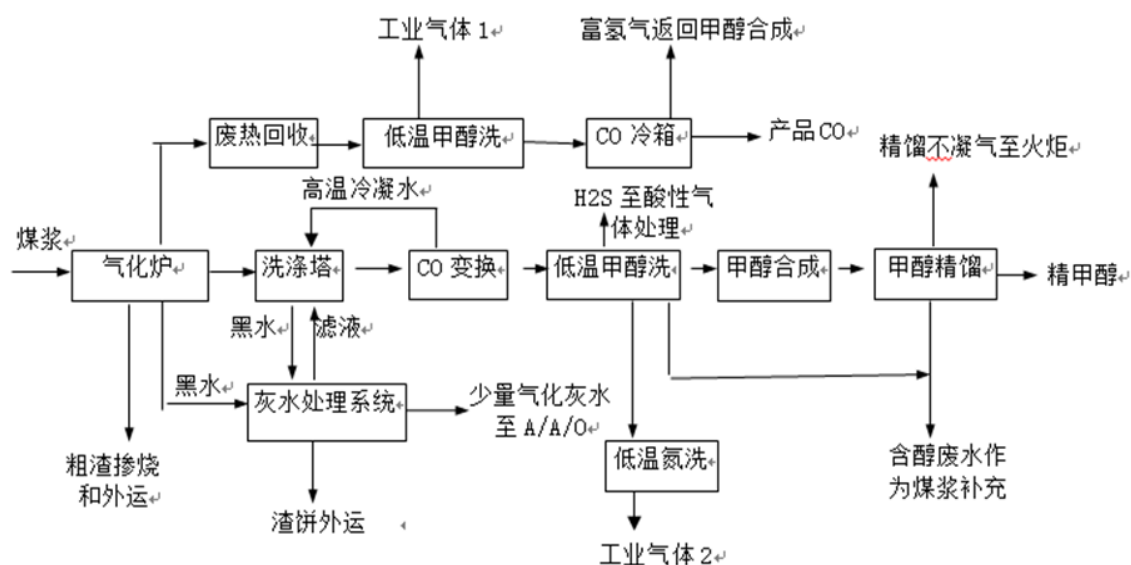 工业气体1
富氢气返回甲醇合成
废热回收
低温甲醇洗
CO 冷箱
产品CO
精馏不凝气至火炬
高温冷凝水
H2S 至酸性气
体处理
煤浆
气化炉
洗涤塔
CO 变换
低温甲醇洗
甲醇合成
甲醇精馏
精甲醇
黑水
滤液
黑水
灰水处理系统
少量气化灰水
至 A/A/O
粗渣掺烧
和外运
渣饼外运
低温氮洗
含醇废水作
为煤浆补充
工业气体2